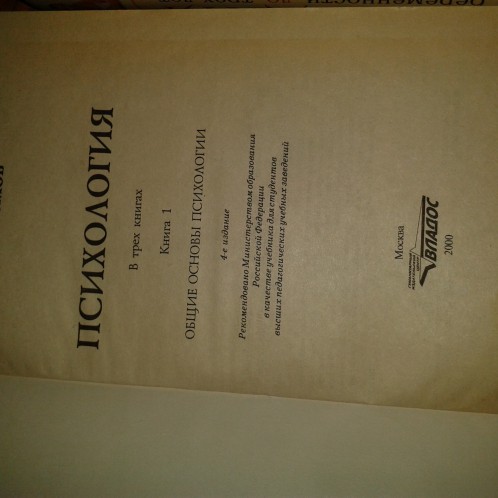 ПСИХОЛОГИЯ
В трех книгах
Книга 1
ОБЩИЕ ОСНОВЫ ПСИХОЛОГИИ
4-е издание
Рекомендовано Министерством образования
Российской Федерации
в качестве учебника для студентов
высших педагогических учебных заведений
Москва
ВЛАДОС
2000